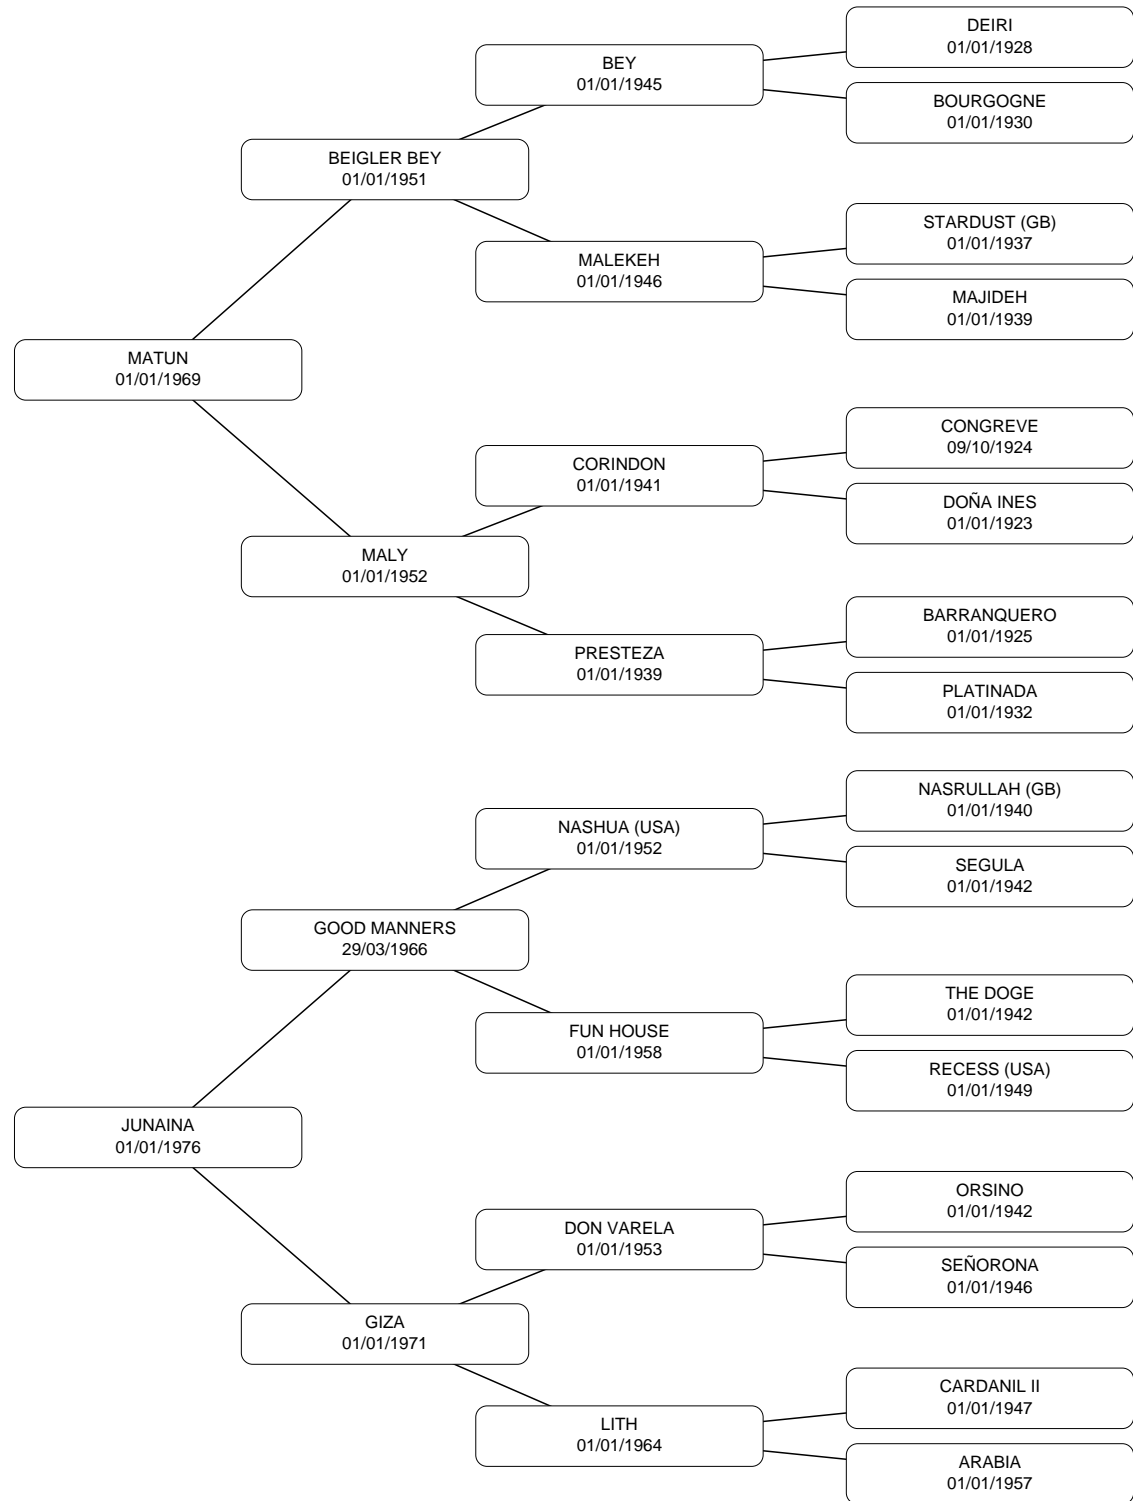 DEIRI
01/01/1928
BEY
01/01/1945
BOURGOGNE
01/01/1930
BEIGLER BEY
01/01/1951
STARDUST (GB)
01/01/1937
MALEKEH
01/01/1946
MAJIDEH
01/01/1939
MATUN
01/01/1969
CONGREVE
09/10/1924
CORINDON
01/01/1941
DOÑA INES
01/01/1923
MALY
01/01/1952
BARRANQUERO
01/01/1925
PRESTEZA
01/01/1939
PLATINADA
01/01/1932
NASRULLAH (GB)
01/01/1940
NASHUA (USA)
01/01/1952
SEGULA
01/01/1942
GOOD MANNERS
29/03/1966
THE DOGE
01/01/1942
FUN HOUSE
01/01/1958
RECESS (USA)
01/01/1949
JUNAINA
01/01/1976
ORSINO
01/01/1942
DON VARELA
01/01/1953
SEÑORONA
01/01/1946
GIZA
01/01/1971
CARDANIL II
01/01/1947
LITH
01/01/1964
ARABIA
01/01/1957